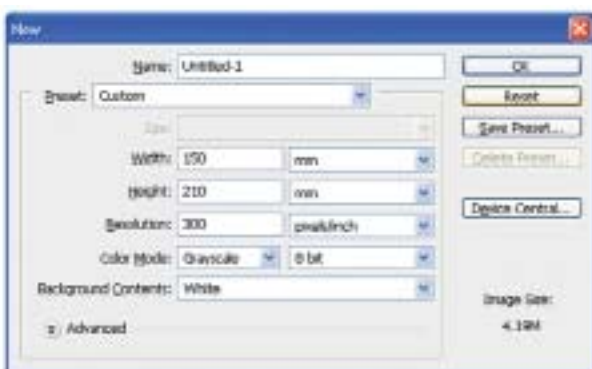 New
Name: Untitled-1
OK
Preset: Custom
Reset
Size:
Save Preset...
Width: 150 mm
Delete Preset...
Height: 210 mm
Resolution: 300 pixels/inch
Device Central...
Color Mode: Grayscale 8 bit
Background Contents: White
Image Size:
4.19M
Advanced